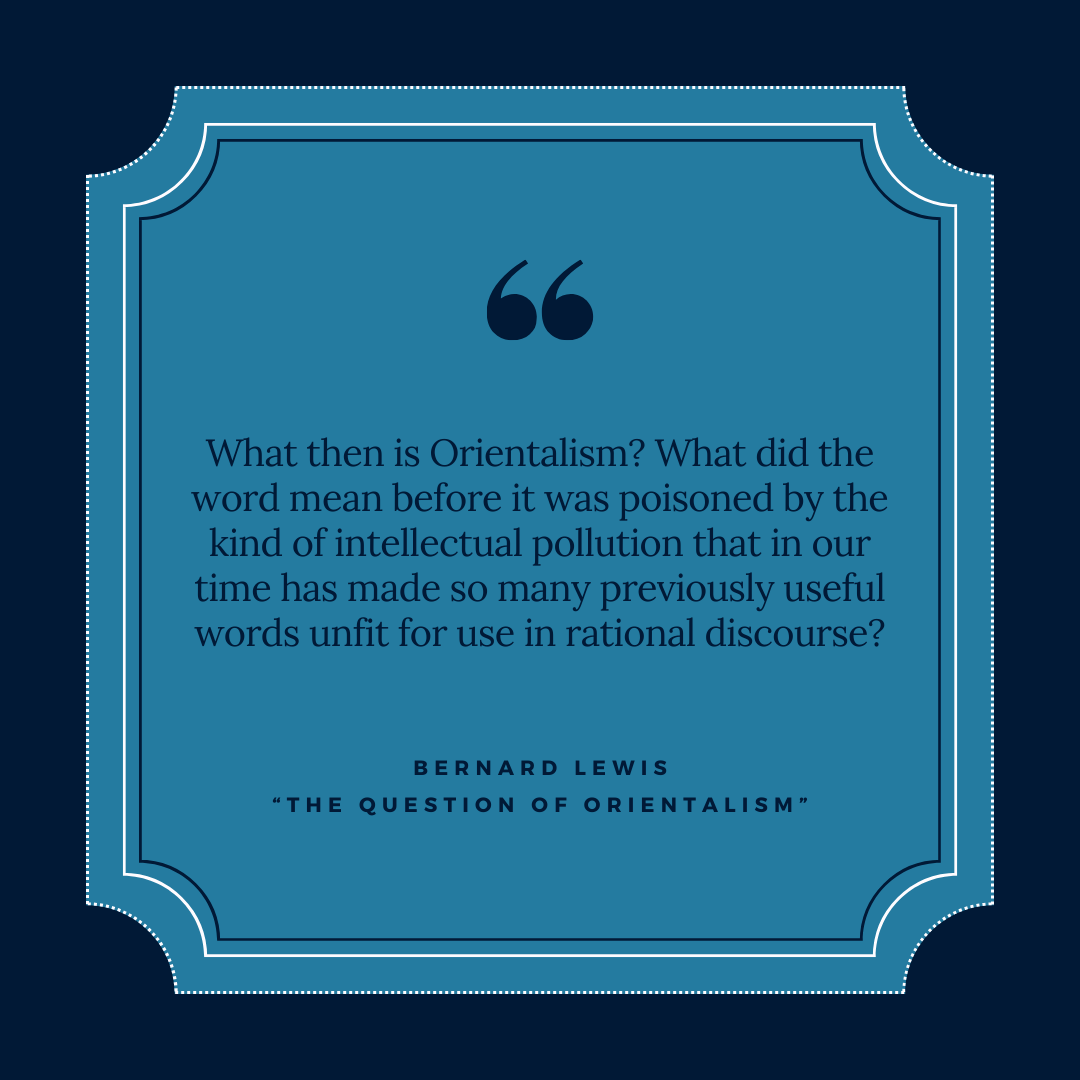 “
What then is Orientalism? What did the
word mean before it was poisoned by the
kind of intellectual pollution that in our
time has made so many previously useful
words unfit for use in rational discourse?
BERNARD LEWIS
“THE QUESTION OF ORIENTALISM”